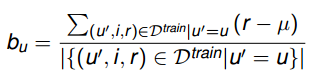 b_u = \frac{\sum_{(u',i,r) \in \mathcal{D}^{train} | u'=u} (r - \mu)}{|\{(u',i,r) \in \mathcal{D}^{train} | u' = u\}|}